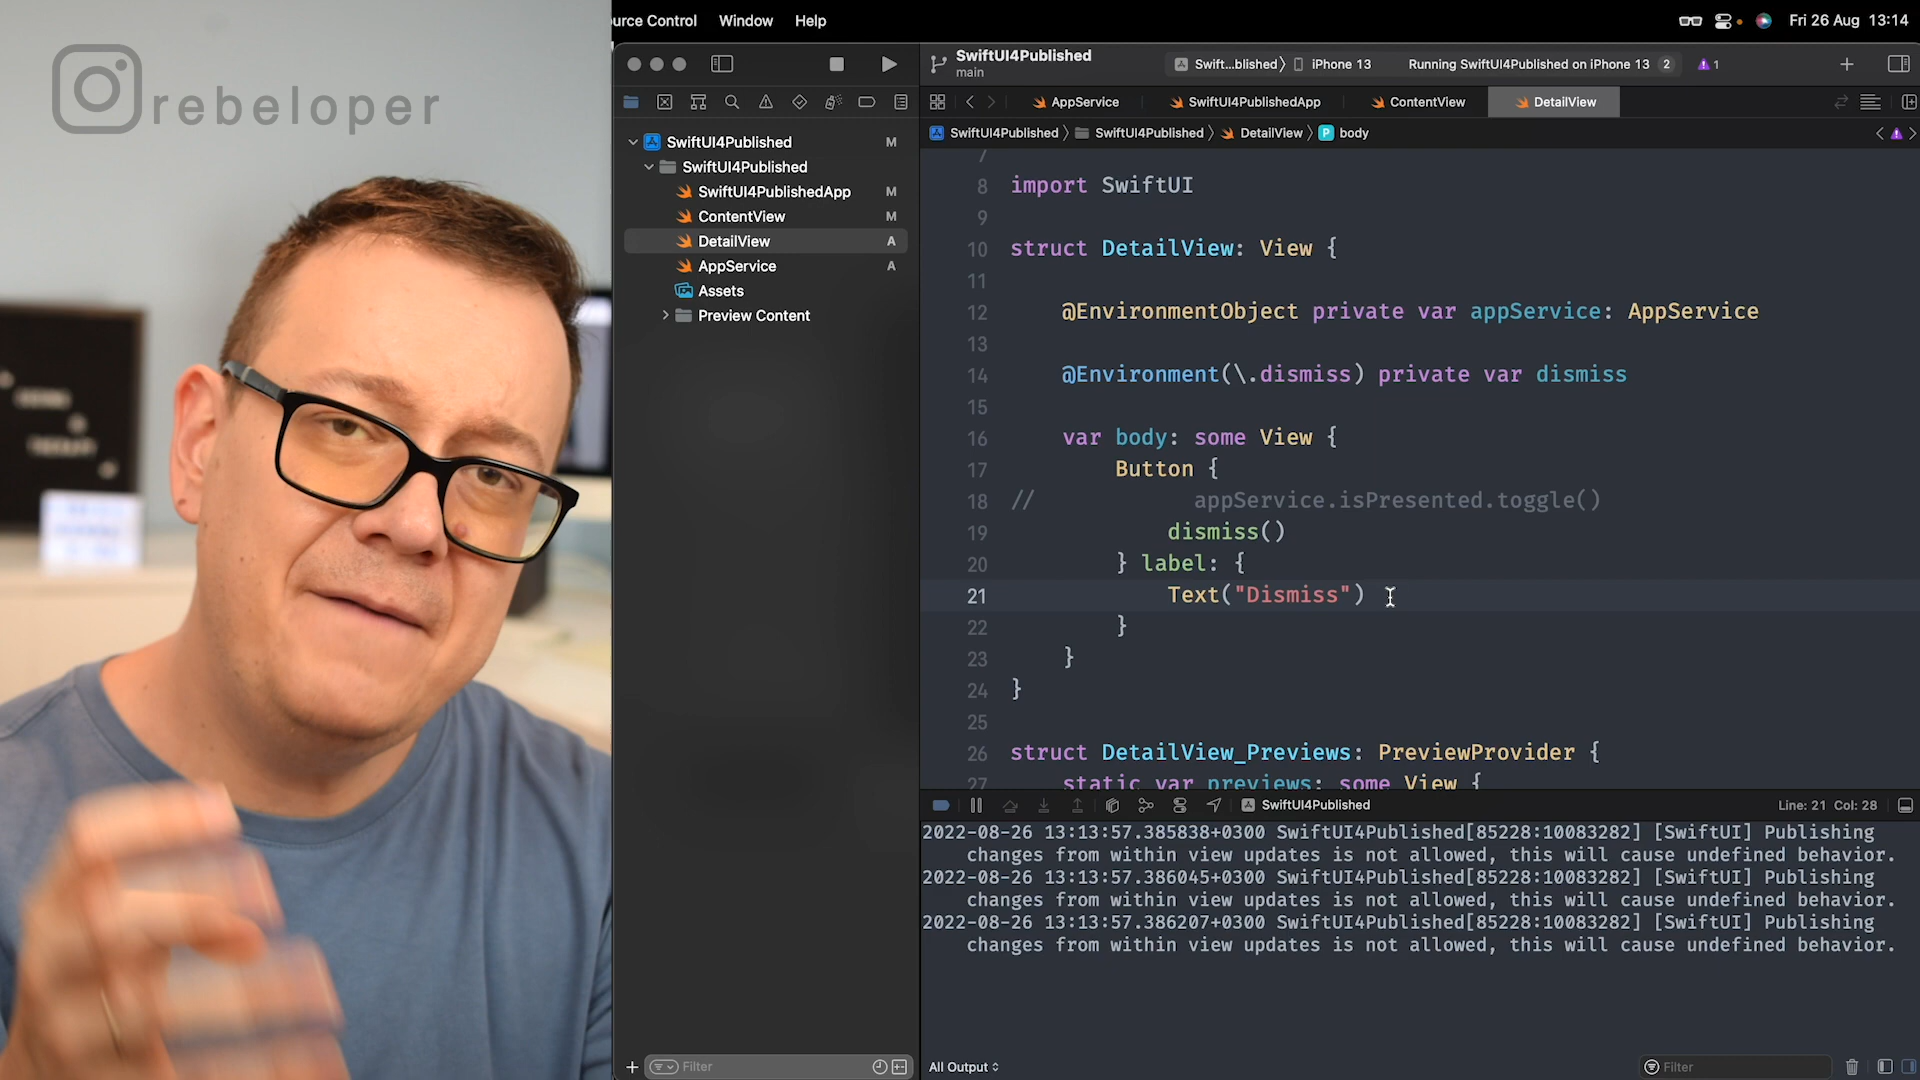 rebeloper
urce Control Window Help
Fri 26 Aug 13:14
SwiftUI4Published
main
Swift...blished
iPhone 13
Running SwiftUI4Published on iPhone 13
2
1
AppService
SwiftUI4PublishedApp
ContentView
DetailView
SwiftUI4Published
SwiftUI4Published
DetailView
P body
SwiftUI4Published M
SwiftUI4Published
SwiftUI4PublishedApp M
ContentView M
DetailView A
AppService A
Assets
Preview Content
Filter
7
8 import SwiftUI
9
10 struct DetailView: View {
11
12 @EnvironmentObject private var appService: AppService
13
14 @Environment(\.dismiss) private var dismiss
15
16 var body: some View {
17 Button {
18 // appService.isPresented.toggle()
19 dismiss()
20 } label: {
21 Text("Dismiss")
22 }
23 }
24 }
25
26 struct DetailView_Previews: PreviewProvider {
27 static var previews: some View {
SwiftUI4Published
Line: 21 Col: 28
2022-08-26 13:13:57.385838+0300 SwiftUI4Published[85228:10083282] [SwiftUI] Publishing
changes from within view updates is not allowed, this will cause undefined behavior.
2022-08-26 13:13:57.386045+0300 SwiftUI4Published[85228:10083282] [SwiftUI] Publishing
changes from within view updates is not allowed, this will cause undefined behavior.
2022-08-26 13:13:57.386207+0300 SwiftUI4Published[85228:10083282] [SwiftUI] Publishing
changes from within view updates is not allowed, this will cause undefined behavior.
All Output
Filter